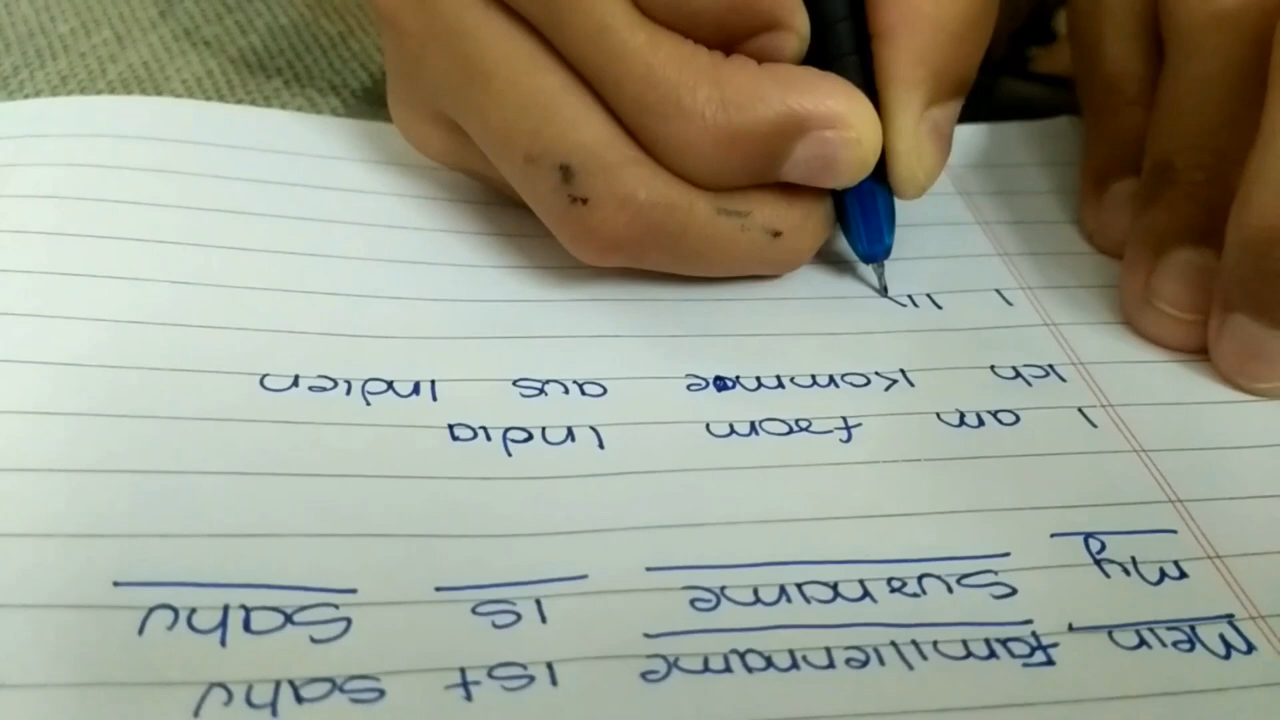 Mein familienname ist sahu
My Surname is Sahu
I am from India
Ich Komme aus Indien
I